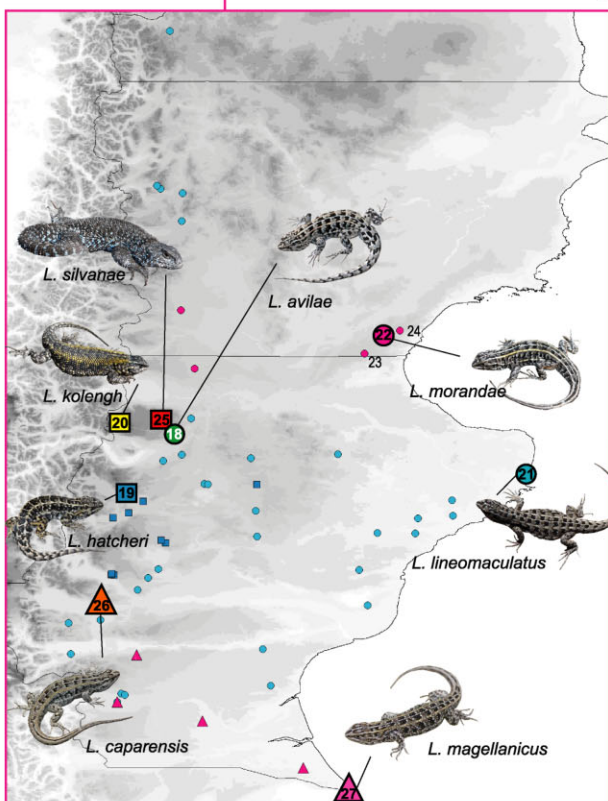 L. silvanae
L. avilae
22
24
23
L. kolengh
L. morandae
20
25
18
21
19
L. hatcheri
L. lineomaculatus
26
L. caparensis
L. magellanicus
27